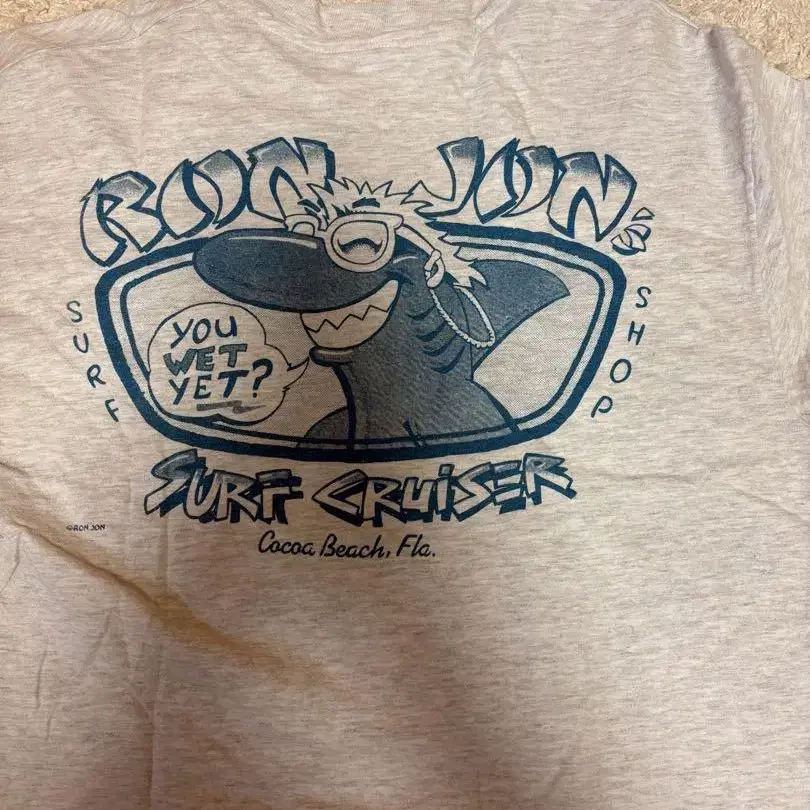 RON JON's
SURF
SHOP
YOU
WET
YET?
SURF CRUiSER
©RON JON
Cocoa Beach, Fla.